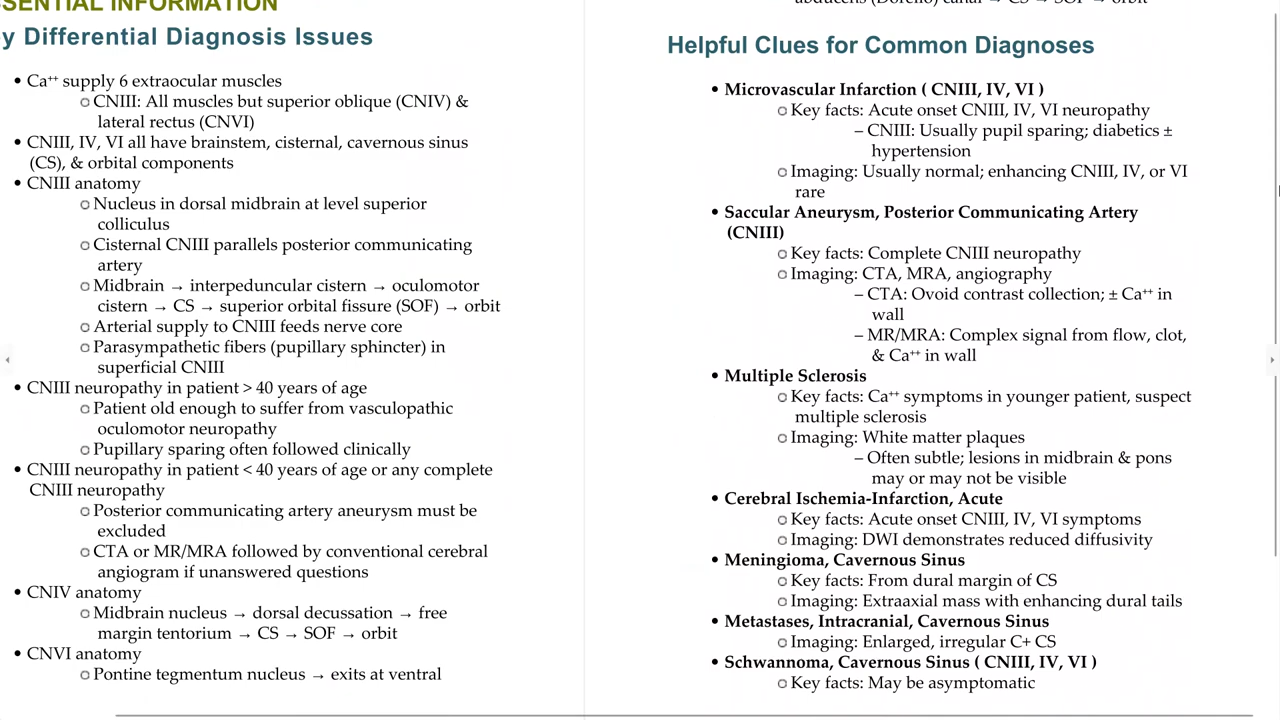 SENTIAL INFORMATION
y Differential Diagnosis Issues
• Ca⁺⁺ supply 6 extraocular muscles
○ CNIII: All muscles but superior oblique (CNIV) &
lateral rectus (CNVI)
• CNIII, IV, VI all have brainstem, cisternal, cavernous sinus
(CS), & orbital components
• CNIII anatomy
○ Nucleus in dorsal midbrain at level superior
colliculus
○ Cisternal CNIII parallels posterior communicating
artery
○ Midbrain → interpeduncular cistern → oculomotor
cistern → CS → superior orbital fissure (SOF) → orbit
○ Arterial supply to CNIII feeds nerve core
○ Parasympathetic fibers (pupillary sphincter) in
superficial CNIII
• CNIII neuropathy in patient > 40 years of age
○ Patient old enough to suffer from vasculopathic
oculomotor neuropathy
○ Pupillary sparing often followed clinically
• CNIII neuropathy in patient < 40 years of age or any complete
CNIII neuropathy
○ Posterior communicating artery aneurysm must be
excluded
○ CTA or MR/MRA followed by conventional cerebral
angiogram if unanswered questions
• CNIV anatomy
○ Midbrain nucleus → dorsal decussation → free
margin tentorium → CS → SOF → orbit
• CNVI anatomy
○ Pontine tegmentum nucleus → exits at ventral
abducens (Dorello) canal → CS → SOF → orbit
Helpful Clues for Common Diagnoses
• Microvascular Infarction ( CNIII, IV, VI )
○ Key facts: Acute onset CNIII, IV, VI neuropathy
– CNIII: Usually pupil sparing; diabetics ±
hypertension
○ Imaging: Usually normal; enhancing CNIII, IV, or VI
rare
• Saccular Aneurysm, Posterior Communicating Artery
(CNIII)
○ Key facts: Complete CNIII neuropathy
○ Imaging: CTA, MRA, angiography
– CTA: Ovoid contrast collection; ± Ca⁺⁺ in
wall
– MR/MRA: Complex signal from flow, clot,
& Ca⁺⁺ in wall
• Multiple Sclerosis
○ Key facts: Ca⁺⁺ symptoms in younger patient, suspect
multiple sclerosis
○ Imaging: White matter plaques
– Often subtle; lesions in midbrain & pons
may or may not be visible
• Cerebral Ischemia-Infarction, Acute
○ Key facts: Acute onset CNIII, IV, VI symptoms
○ Imaging: DWI demonstrates reduced diffusivity
• Meningioma, Cavernous Sinus
○ Key facts: From dural margin of CS
○ Imaging: Extraaxial mass with enhancing dural tails
• Metastases, Intracranial, Cavernous Sinus
○ Imaging: Enlarged, irregular C+ CS
• Schwannoma, Cavernous Sinus ( CNIII, IV, VI )
○ Key facts: May be asymptomatic